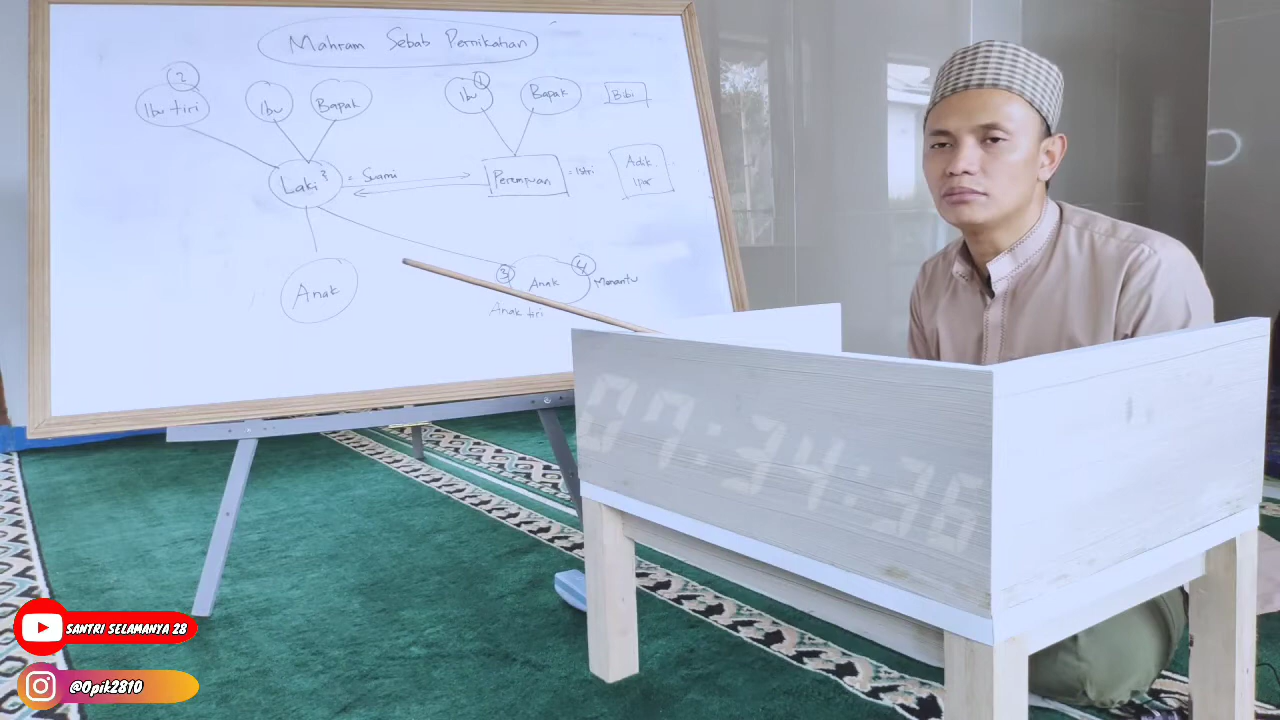 Mahram Sebab Pernikahan
2
Ibu tiri
Ibu
Bapak
1
Ibu
Bapak
Bibi
Laki²
= Suami
Perempuan
= Istri
Adik
Ipar
Anak
3
Anak
4
Menantu
Anak tiri
07:34:36
SANTRI SELAMANYA 28
@Opik2810